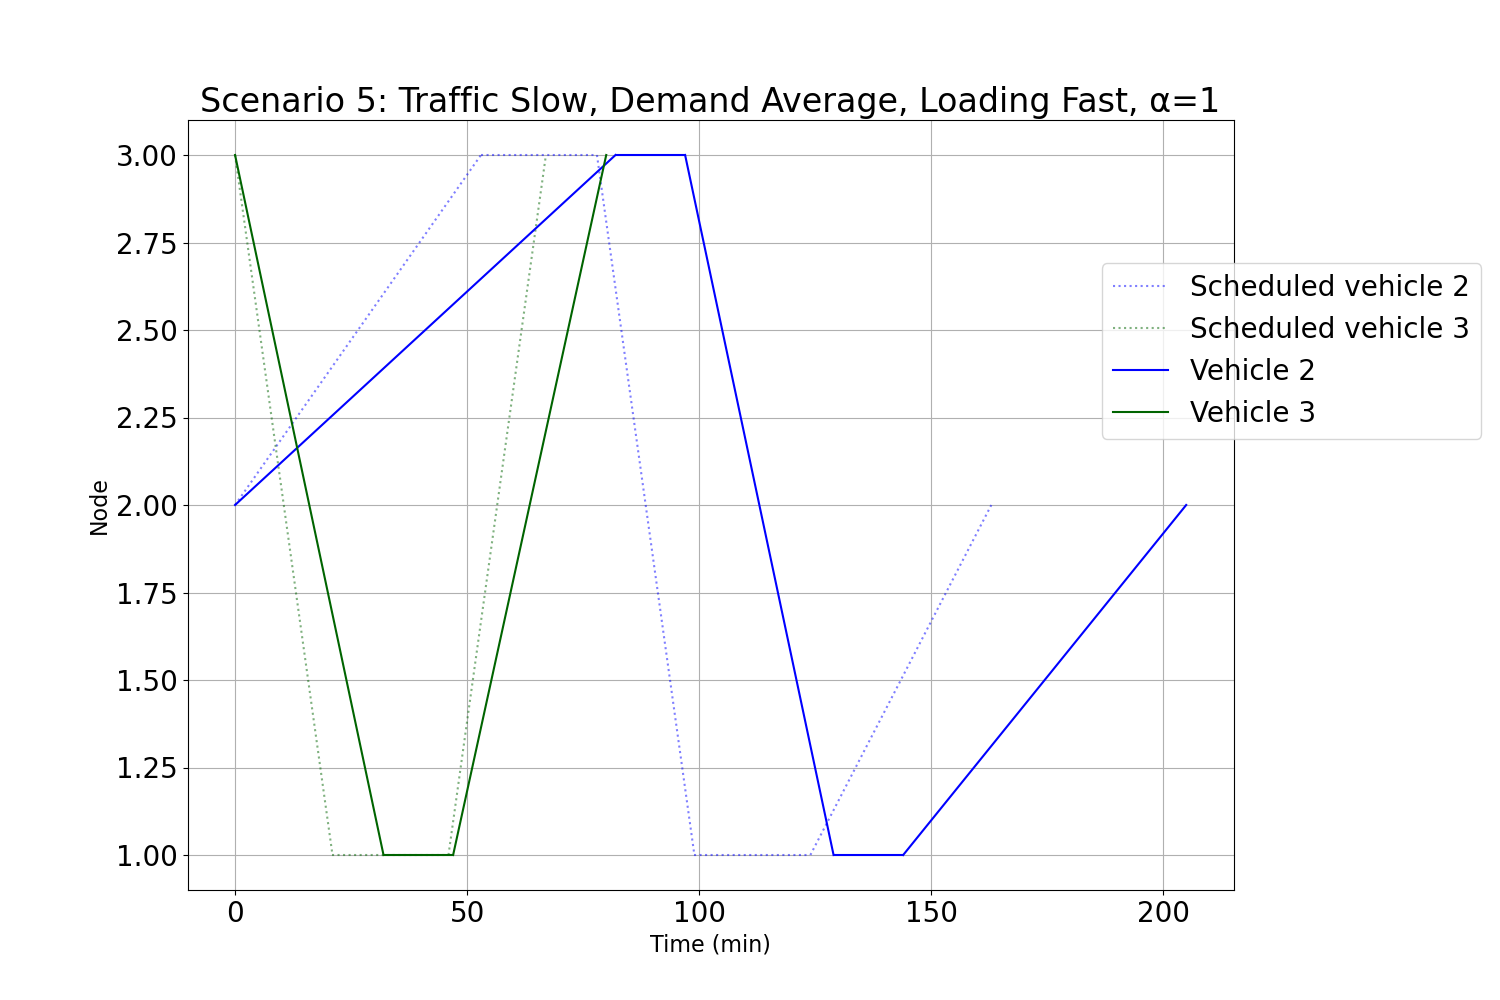 Scenario 5: Traffic Slow, Demand Average, Loading Fast, α=1
3.00
2.75
2.50
2.25
2.00
1.75
1.50
1.25
1.00
Node
0 50 100 150 200
Time (min)
Scheduled vehicle 2
Scheduled vehicle 3
Vehicle 2
Vehicle 3